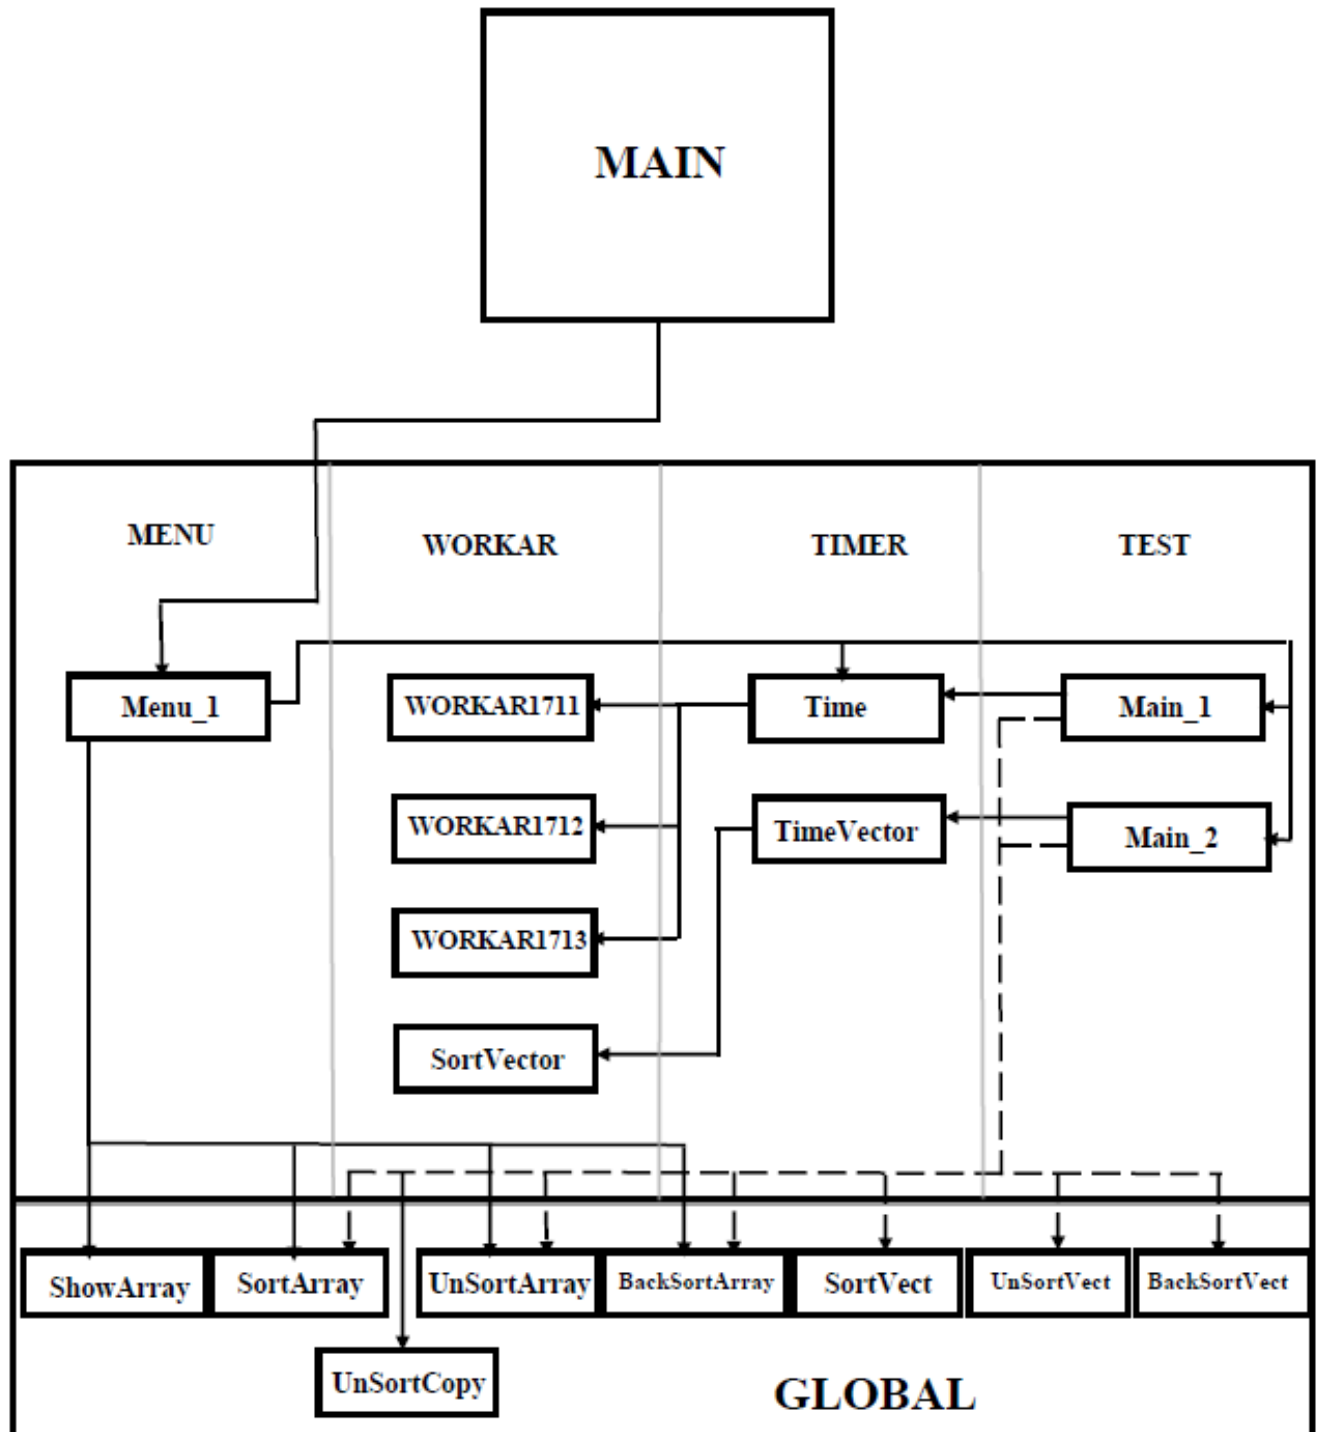 MAIN
MENU
WORKAR
TIMER
TEST
Menu_1
WORKAR1711
Time
Main_1
WORKAR1712
TimeVector
Main_2
WORKAR1713
SortVector
ShowArray
SortArray
UnSortArray
BackSortArray
SortVect
UnSortVect
BackSortVect
UnSortCopy
GLOBAL